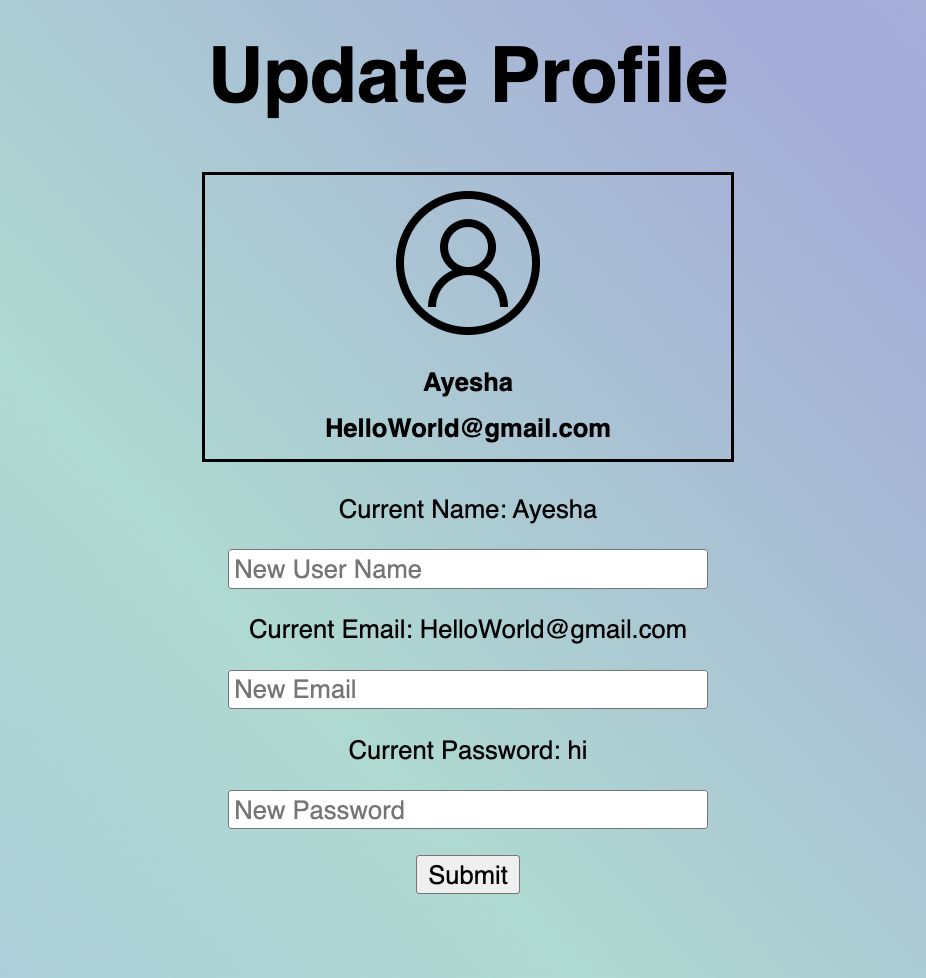 Update Profile
Ayesha
HelloWorld@gmail.com
Current Name: Ayesha
New User Name
Current Email: HelloWorld@gmail.com
New Email
Current Password: hi
New Password
Submit